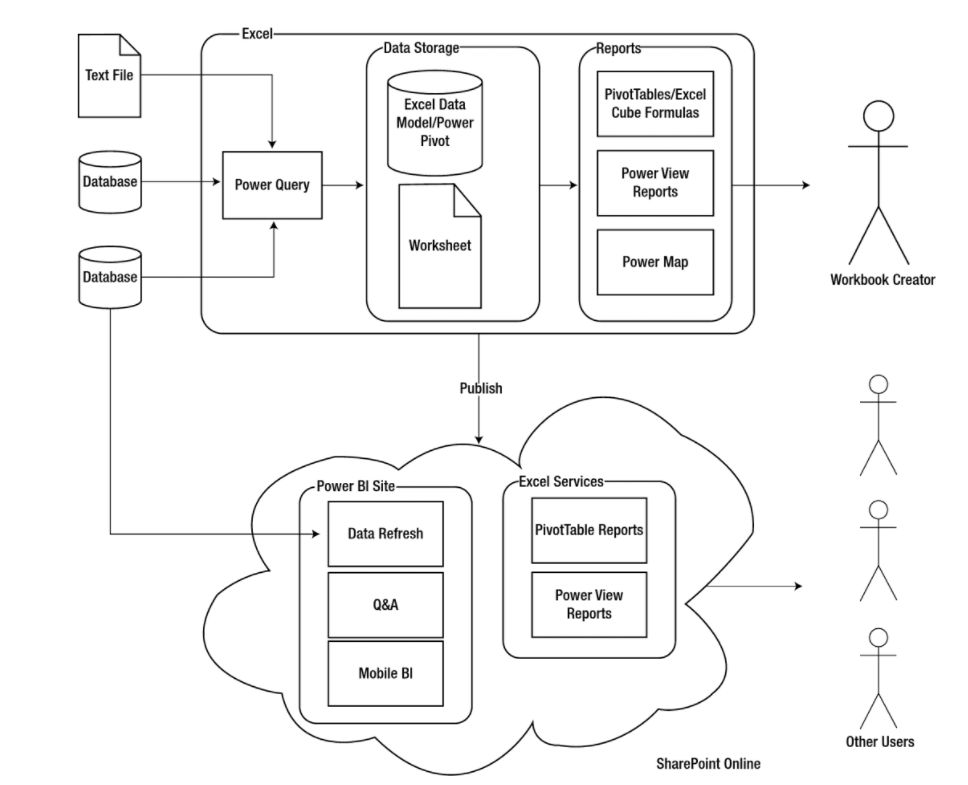 Excel
Data Storage
Reports
Text File
Excel Data
Model/Power
Pivot
PivotTables/Excel
Cube Formulas
Database
Power Query
Power View
Reports
Worksheet
Database
Power Map
Workbook Creator
Publish
Power BI Site
Excel Services
Data Refresh
PivotTable Reports
Q&A
Power View
Reports
Mobile BI
Other Users
SharePoint Online